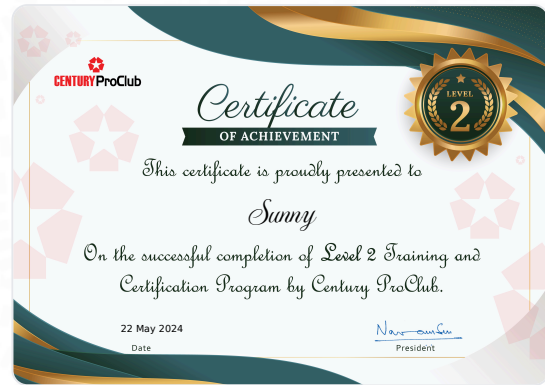 CENTURY ProClub
Certificate
OF ACHIEVEMENT
LEVEL
2
This certificate is proudly presented to
Sunny
On the successful completion of Level 2 Training and
Certification Program by Century ProClub.
22 May 2024
Date
President